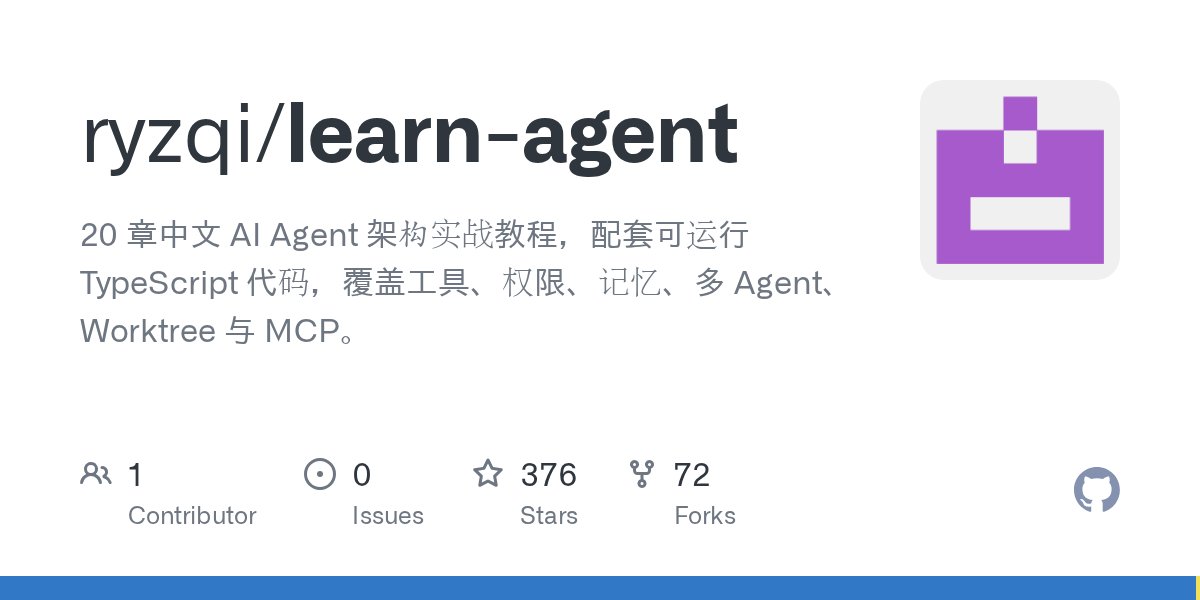 ryzqi/learn-agent
20 章中文 AI Agent 架构实战教程，配套可运行
TypeScript 代码，覆盖工具、权限、记忆、多 Agent、
Worktree 与 MCP。
1 0 376 72
Contributor Issues Stars Forks